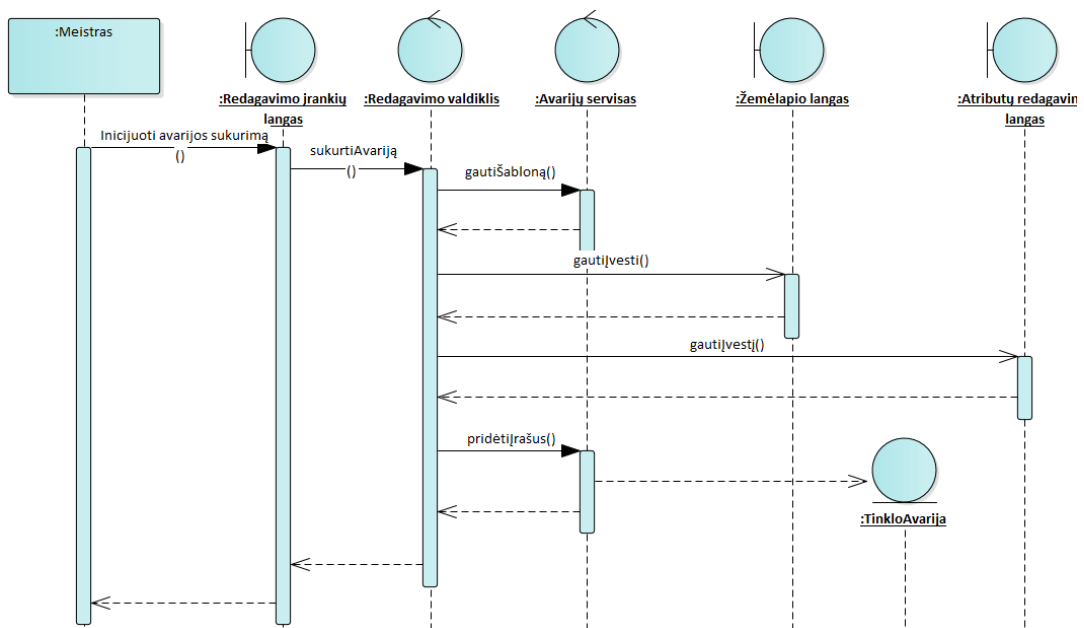 :Meistras
:Redagavimo įrankių
langas
:Redagavimo valdiklis
:Avarijų servisas
:Žemėlapio langas
:Atributų redagavim
langas
Inicijuoti avarijos sukurimą
()
sukurtiAvariją
()
gautiŠabloną()
gautiĮvesti()
gautiĮvestį()
pridėtiĮrašus()
:TinkloAvarija